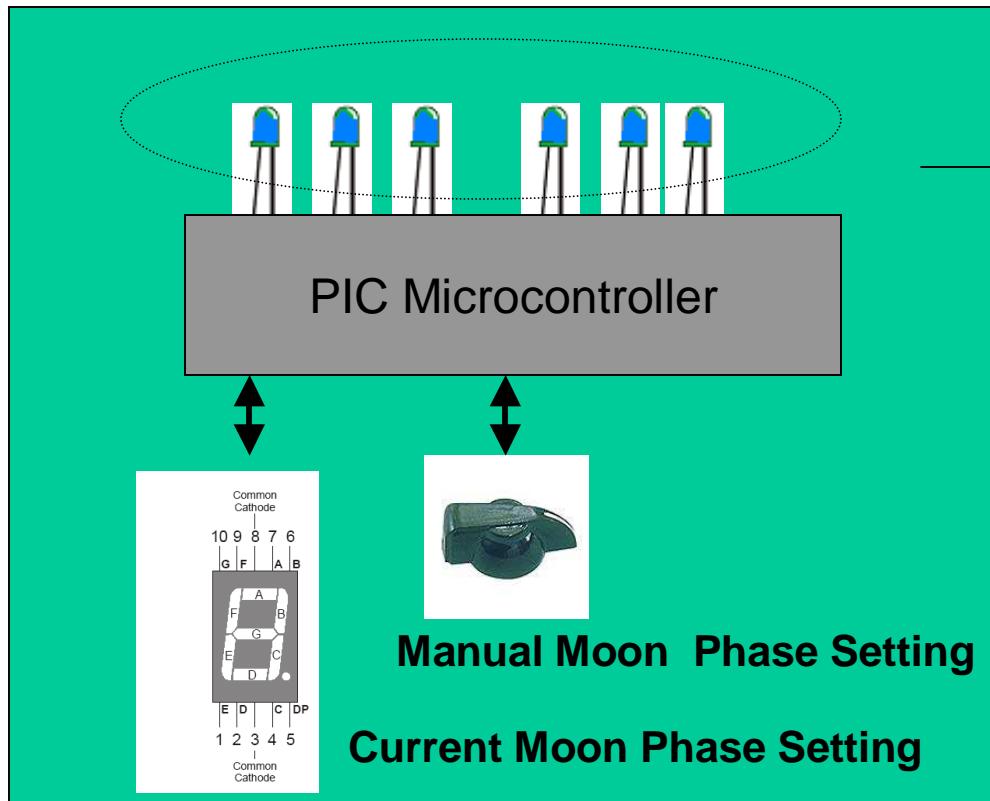 PIC Microcontroller
Common
Cathode
10 9 8 7 6
G F A B
A
F B
G
E C
D
E D C DP
1 2 3 4 5
Common
Cathode
Manual Moon Phase Setting
Current Moon Phase Setting